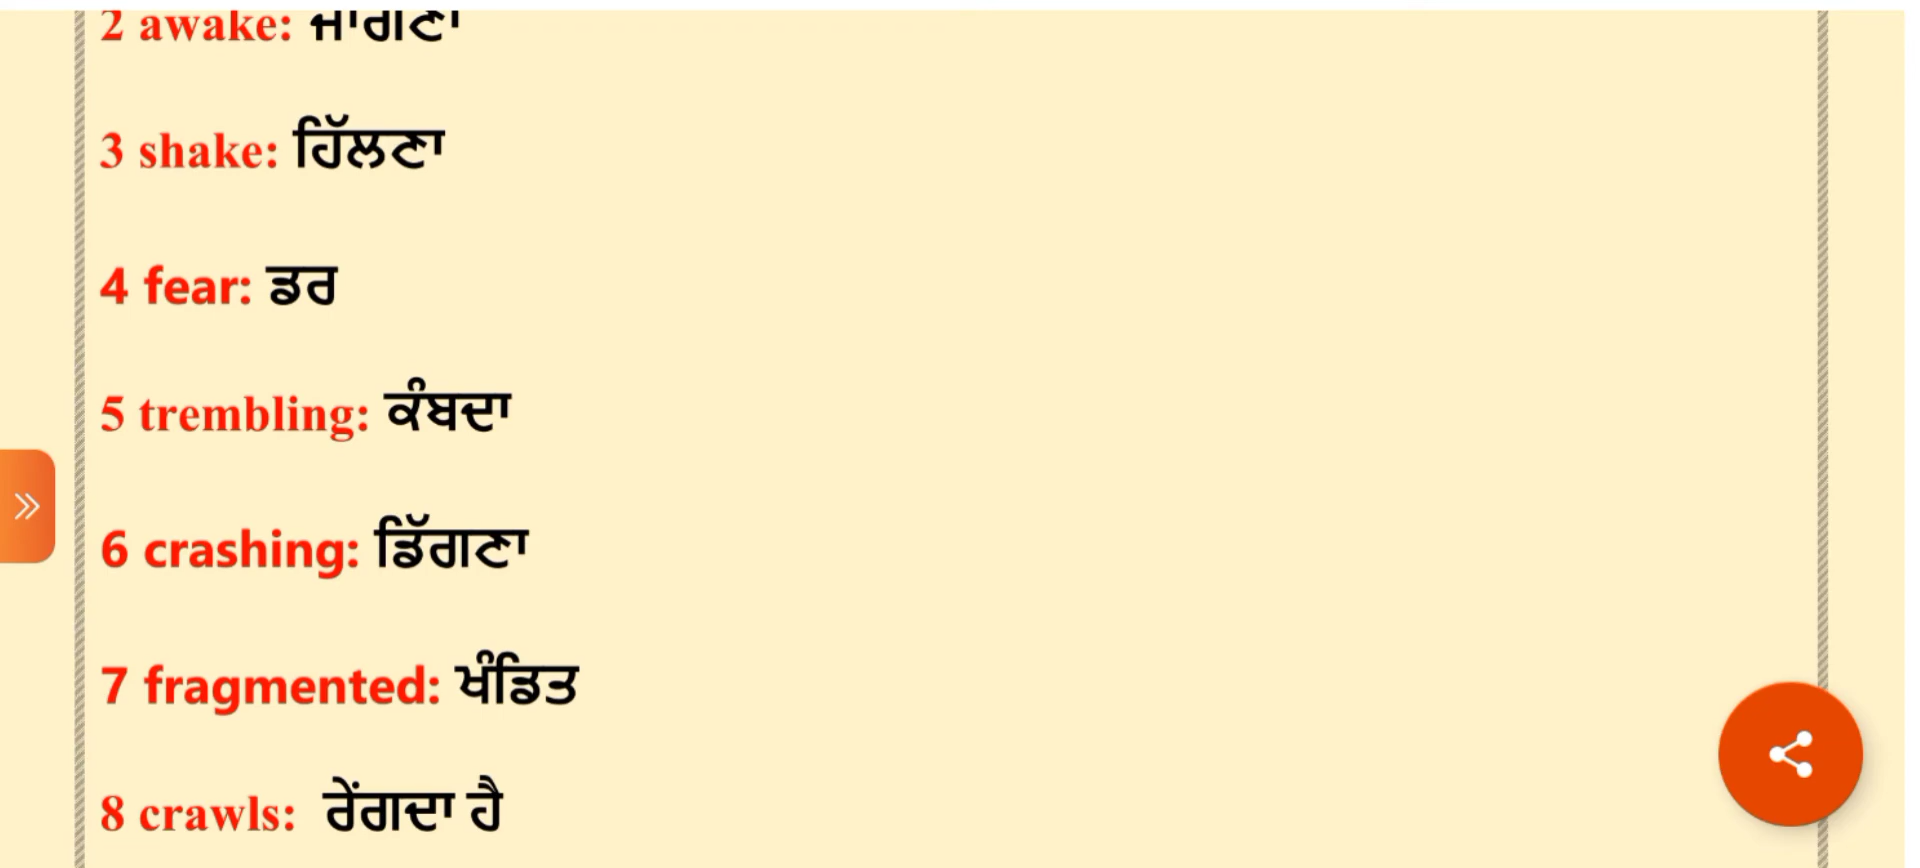 2 awake: ਜਾਗਣਾ
3 shake: ਹਿੱਲਣਾ
4 fear: ਡਰ
5 trembling: ਕੰਬਦਾ
6 crashing: ਡਿੱਗਣਾ
7 fragmented: ਖੰਡਿਤ
8 crawls: ਰੇਂਗਦਾ ਹੈ